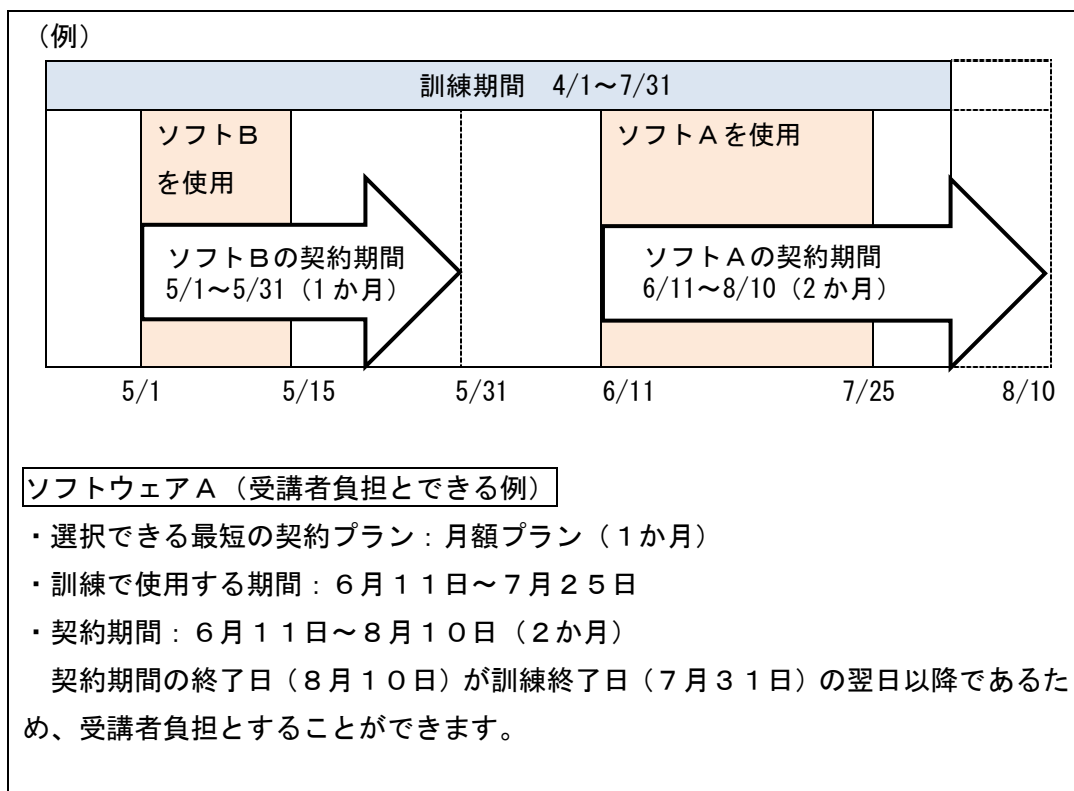 （例）
訓練期間　4/1～7/31
ソフトＢ
を使用
ソフトＡを使用
ソフトＢの契約期間
5/1～5/31（1か月）
ソフトＡの契約期間
6/11～8/10（2か月）
5/1
5/15
5/31
6/11
7/25
8/10
ソフトウェアＡ（受講者負担とできる例）
・選択できる最短の契約プラン：月額プラン（１か月）
・訓練で使用する期間：６月１１日～７月２５日
・契約期間：６月１１日～８月１０日（２か月）
契約期間の終了日（８月１０日）が訓練終了日（７月３１日）の翌日以降であるた
め、受講者負担とすることができます。